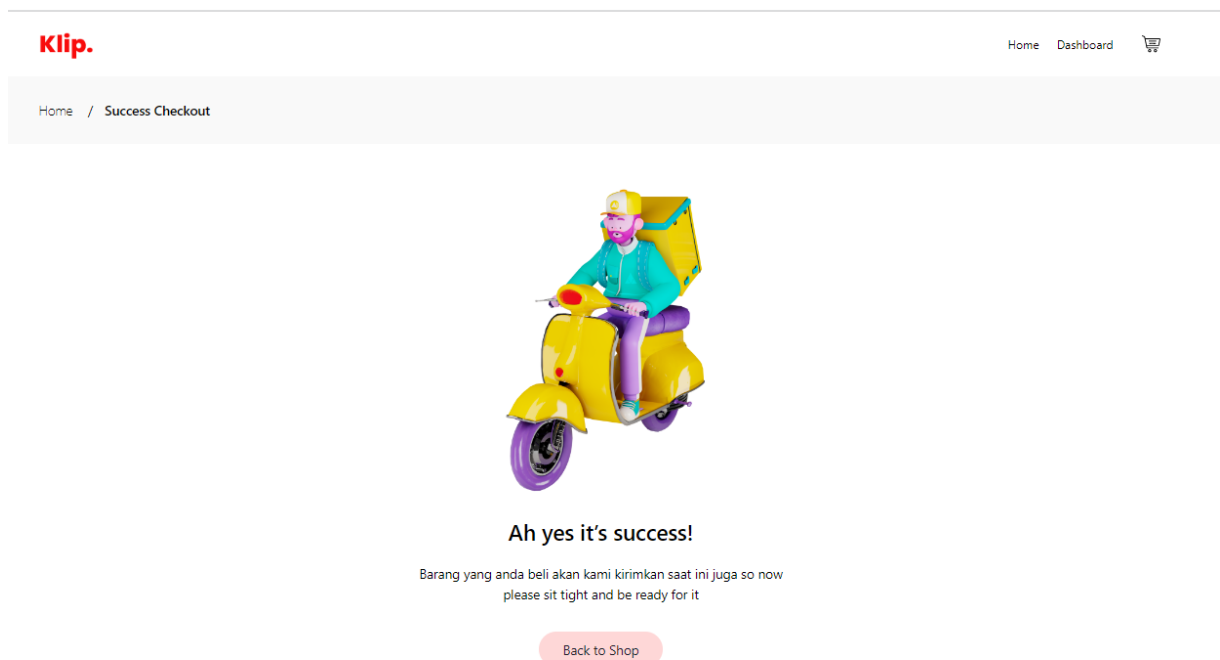 Klip.
Home Dashboard
Home / Success Checkout
Ah yes it’s success!
Barang yang anda beli akan kami kirimkan saat ini juga so now
please sit tight and be ready for it
Back to Shop